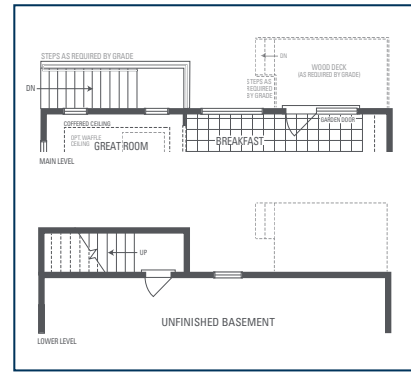 STEPS AS REQUIRED BY GRADE
DN
DN
WOOD DECK
(AS REQUIRED BY GRADE)
STEPS AS
REQUIRED
BY GRADE
COFFERED CEILING
OPT. WAFFLE
CEILING
GREAT ROOM
BREAKFAST
GARDEN DOOR
MAIN LEVEL
UP
UNFINISHED BASEMENT
LOWER LEVEL